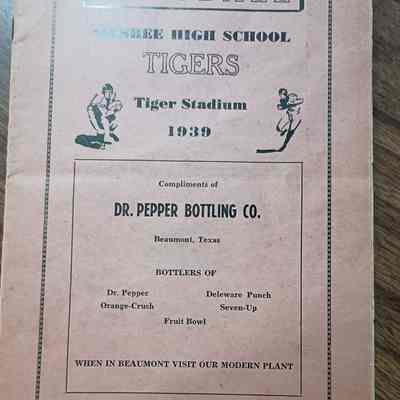 SILSBEE HIGH SCHOOL
TIGERS
Tiger Stadium
1939
Compliments of
DR. PEPPER BOTTLING CO.
Beaumont, Texas
BOTTLERS OF
Dr. Pepper Deleware Punch
Orange-Crush Seven-Up
Fruit Bowl
WHEN IN BEAUMONT VISIT OUR MODERN PLANT